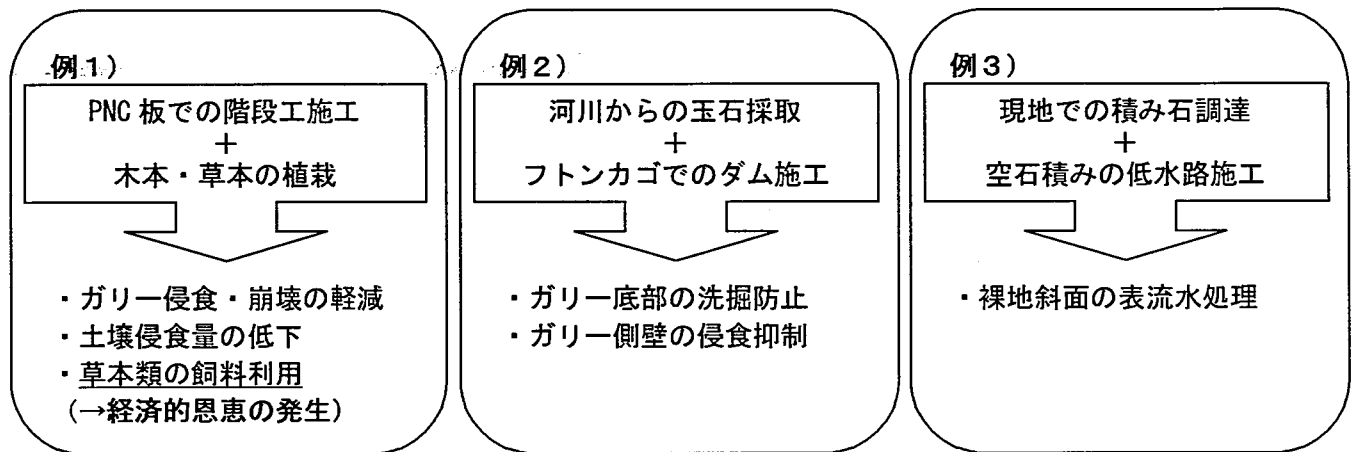 例1)
PNC板での階段工施工
+
木本・草本の植栽
・ガリー侵食・崩壊の軽減
・土壌侵食量の低下
・草本類の飼料利用
(→経済的恩恵の発生)
例2)
河川からの玉石採取
+
フトンカゴでのダム施工
・ガリー底部の洗掘防止
・ガリー側壁の侵食抑制
例3)
現地での積み石調達
+
空石積みの低水路施工
・裸地斜面の表流水処理